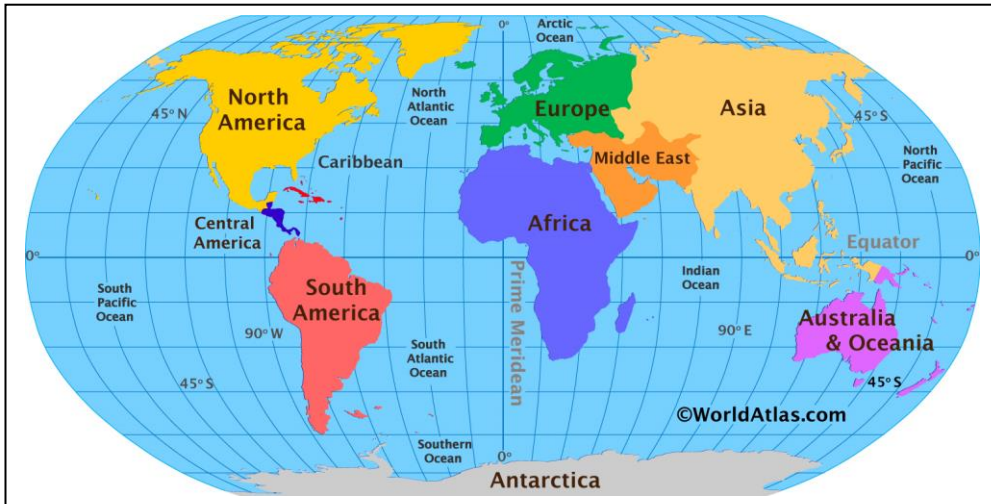 0°
Arctic
Ocean
North
America
45° N
North
Atlantic
Ocean
Europe
Asia
45° S
North
Pacific
Ocean
Caribbean
Middle East
Central
America
Africa
Equator
0°
0°
South
Pacific
Ocean
South
America
Prime Meridean
Indian
Ocean
90° W
90° E
Australia
& Oceania
South
Atlantic
Ocean
45° S
45° S
©WorldAtlas.com
Southern
Ocean
0°
Antarctica